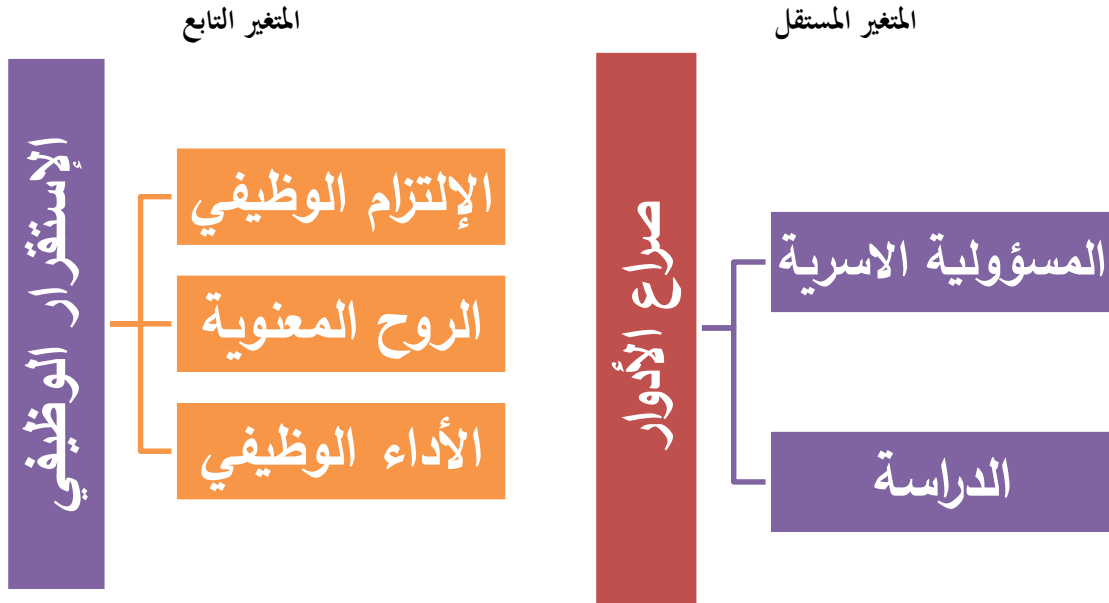 المتغير المستقل
المتغير التابع
صراع الأدوار
المسؤولية الاسرية
الدراسة
الإستقرار الوظيفي
الإلتزام الوظيفي
الروح المعنوية
الأداء الوظيفي